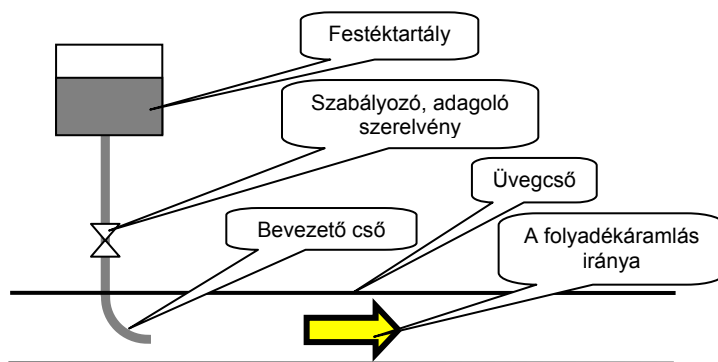 Festéktartály
Szabályozó, adagoló
szerelvény
Üvegcső
Bevezető cső
A folyadékáramlás
iránya